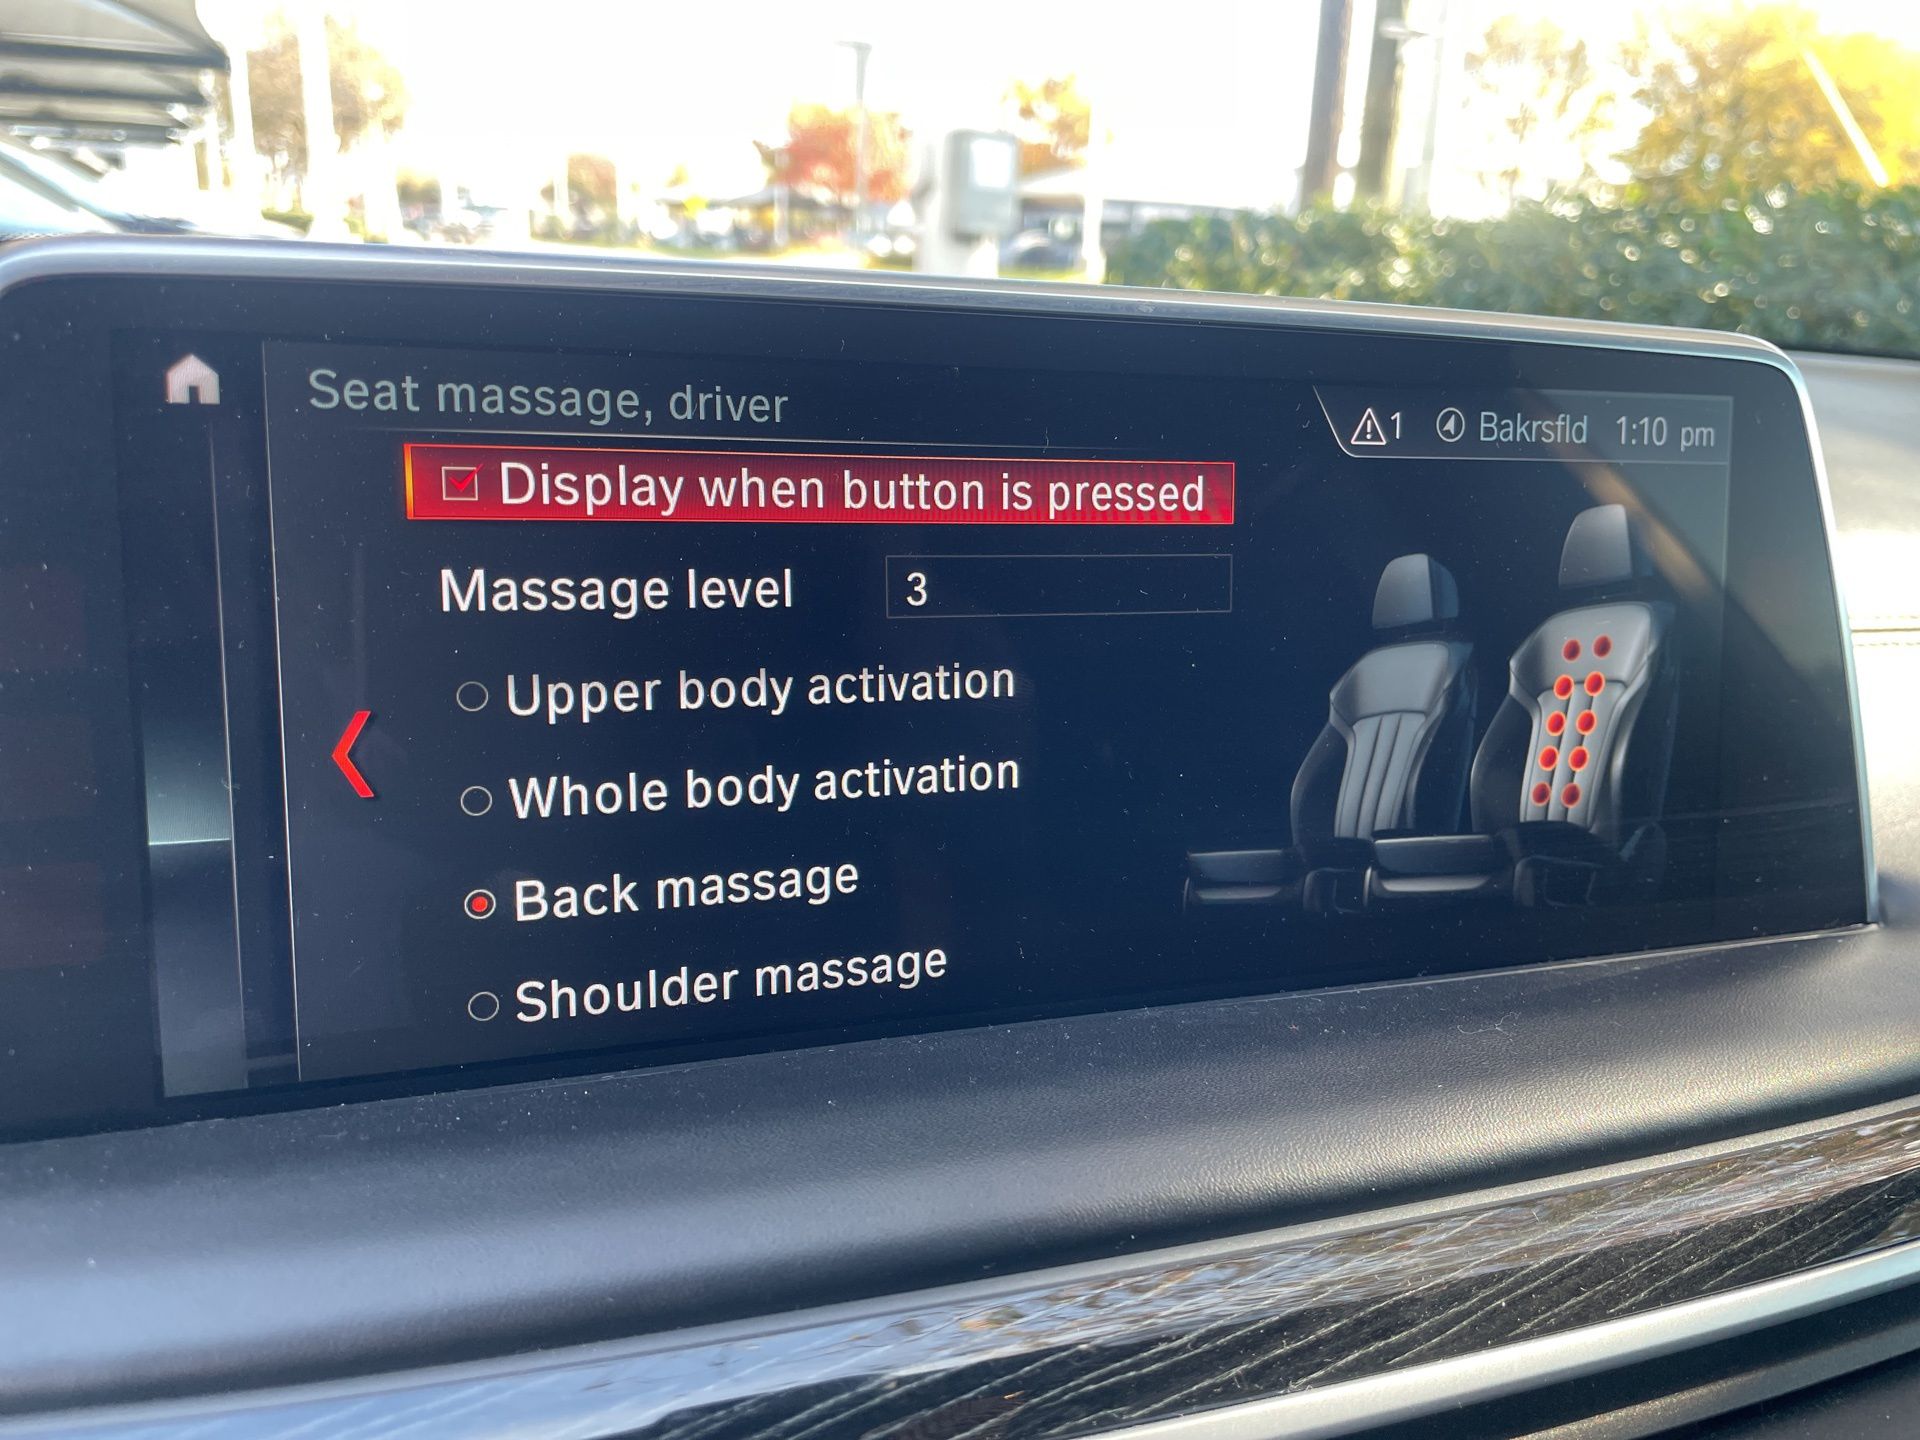 Seat massage, driver
1 Bakrsfld 1:10 pm
Display when button is pressed
Massage level 3
Upper body activation
Whole body activation
Back massage
Shoulder massage